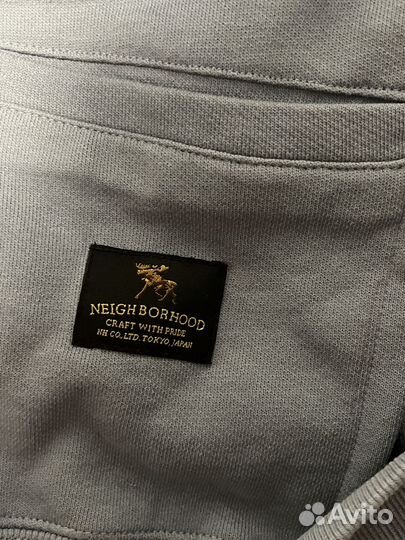 NEIGHBORHOOD
CRAFT WITH PRIDE
NH CO., LTD. TOKYO, JAPAN
Avito